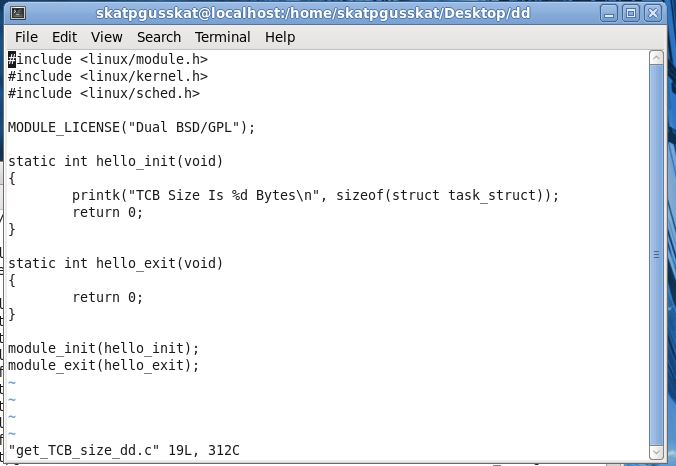 skatpgusskat@localhost:/home/skatpgusskat/Desktop/dd
File Edit View Search Terminal Help
#include <linux/module.h>
#include <linux/kernel.h>
#include <linux/sched.h>
MODULE_LICENSE("Dual BSD/GPL");
static int hello_init(void)
{
        printk("TCB Size Is %d Bytes\n", sizeof(struct task_struct));
        return 0;
}
static int hello_exit(void)
{
        return 0;
}
module_init(hello_init);
module_exit(hello_exit);
~
~
~
~
"get_TCB_size_dd.c" 19L, 312C